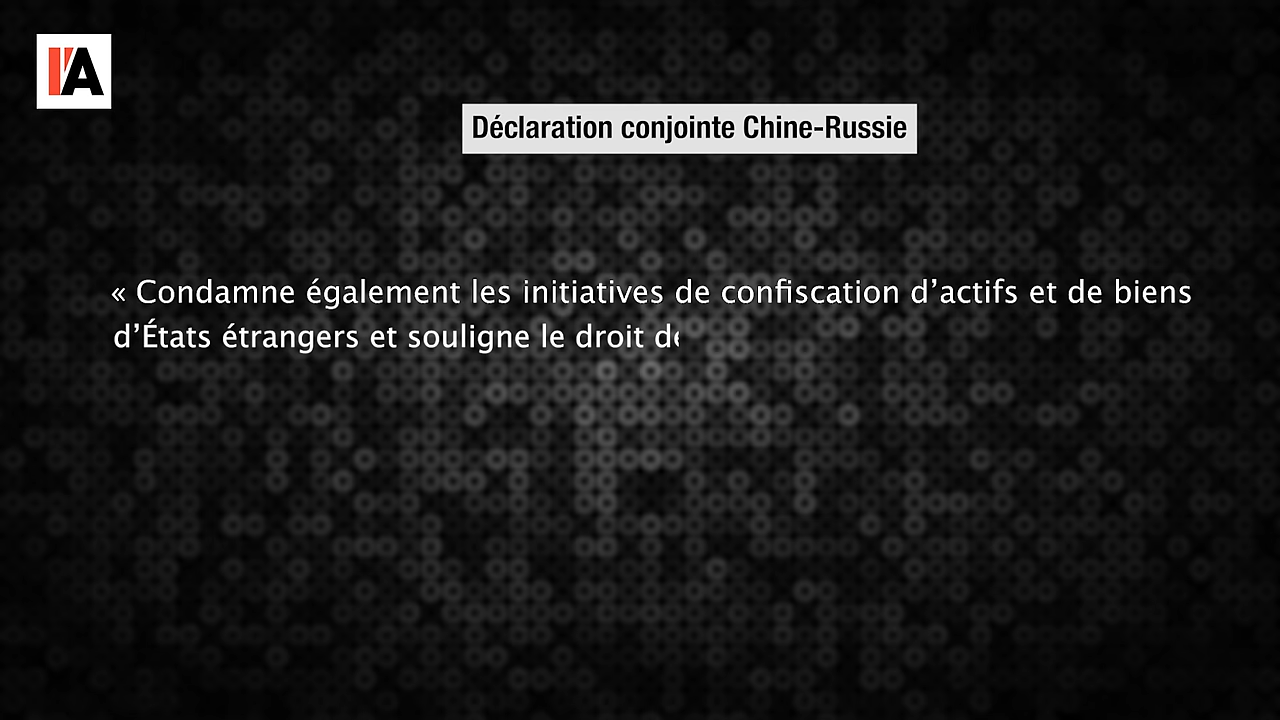 l'A
Déclaration conjointe Chine-Russie
« Condamne également les initiatives de confiscation d’actifs et de biens
d’États étrangers et souligne le droit de